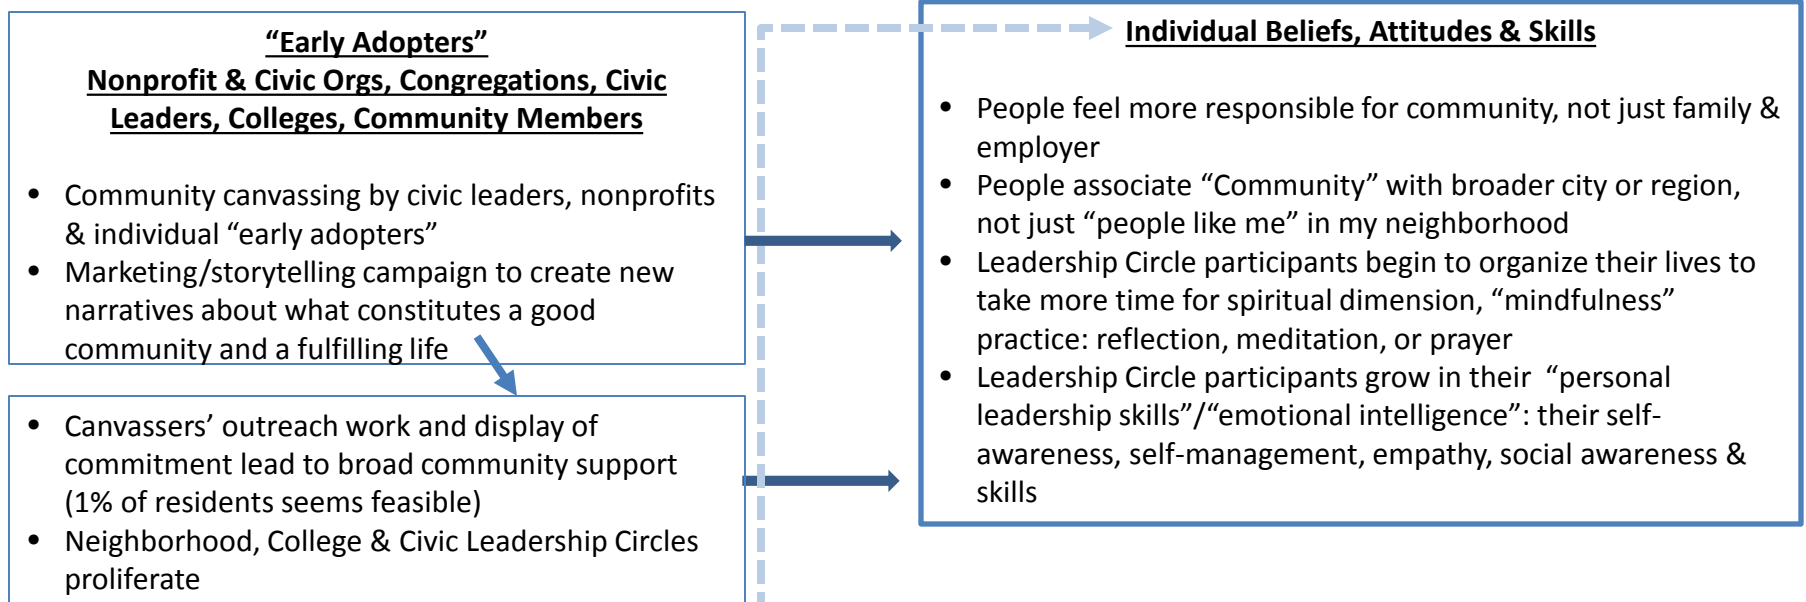 “Early Adopters”
Nonprofit & Civic Orgs, Congregations, Civic
Leaders, Colleges, Community Members
• Community canvassing by civic leaders, nonprofits
& individual “early adopters”
• Marketing/storytelling campaign to create new
narratives about what constitutes a good
community and a fulfilling life
• Canvassers’ outreach work and display of
commitment lead to broad community support
(1% of residents seems feasible)
• Neighborhood, College & Civic Leadership Circles
proliferate
Individual Beliefs, Attitudes & Skills
• People feel more responsible for community, not just family &
employer
• People associate “Community” with broader city or region,
not just “people like me” in my neighborhood
• Leadership Circle participants begin to organize their lives to
take more time for spiritual dimension, “mindfulness”
practice: reflection, meditation, or prayer
• Leadership Circle participants grow in their “personal
leadership skills”/“emotional intelligence”: their self-
awareness, self-management, empathy, social awareness &
skills